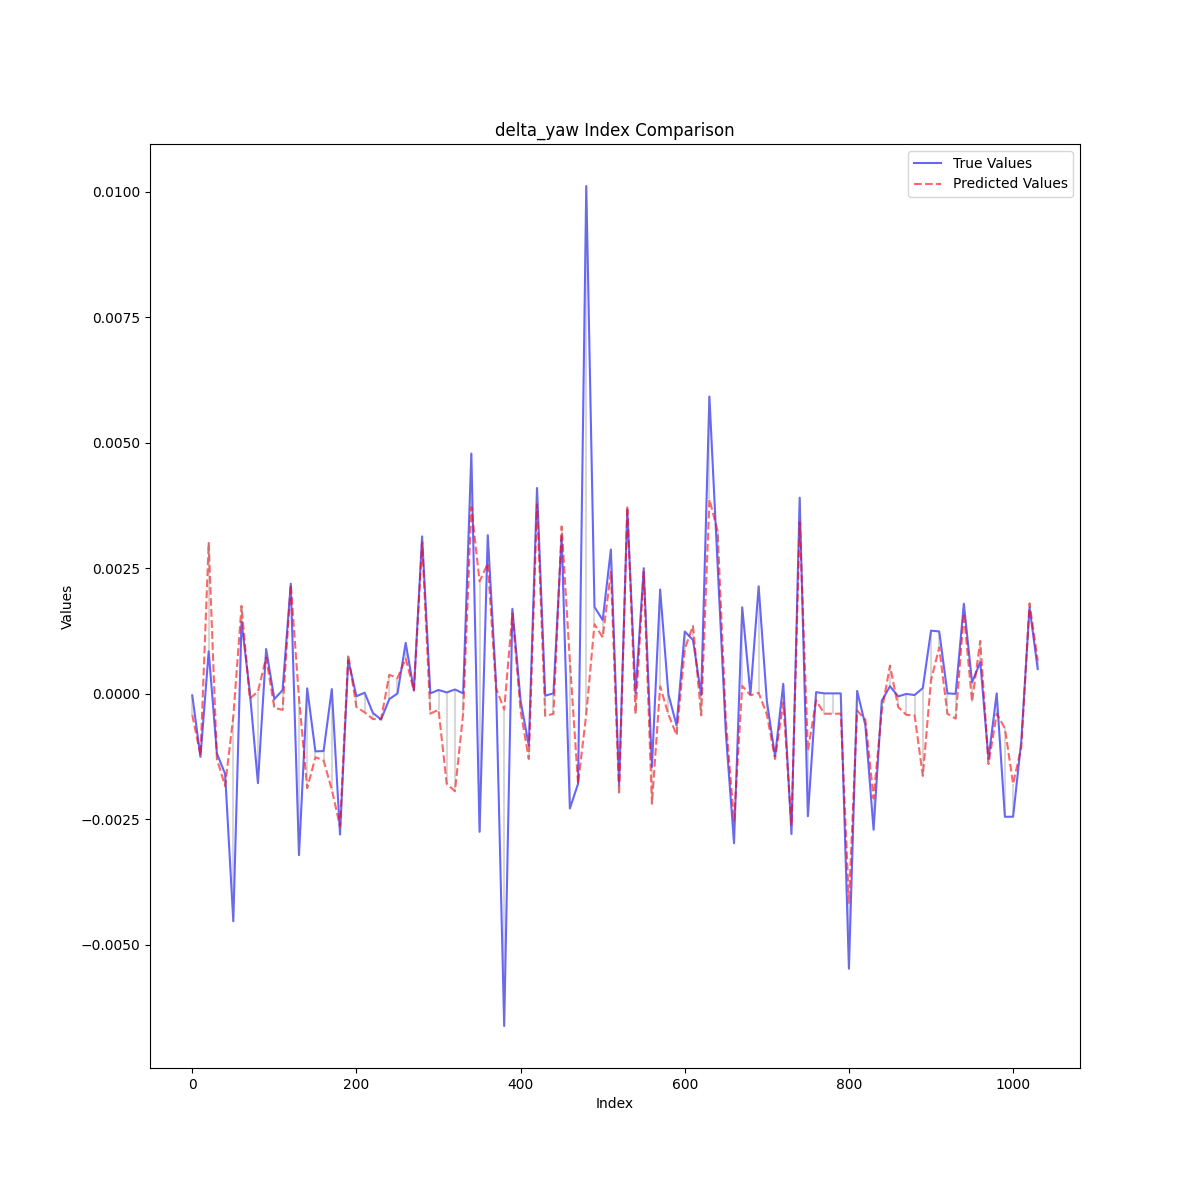 delta_yaw Index Comparison
True Values
Predicted Values
0.0100
0.0075
0.0050
0.0025
0.0000
−0.0025
−0.0050
Values
0 200 400 600 800 1000
Index